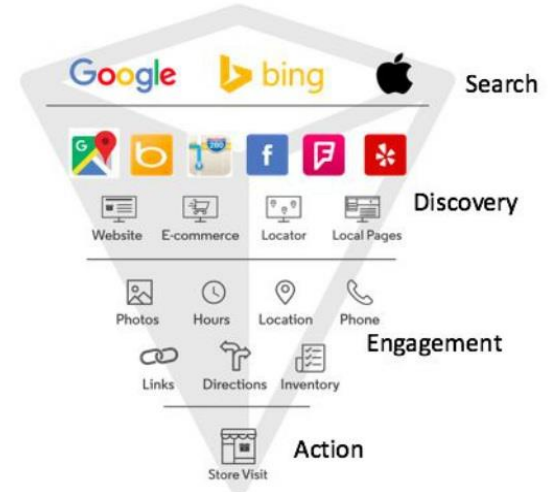 Google bing
Search
G 280 f
Discovery
Website E-commerce Locator Local Pages
Photos Hours Location Phone
Engagement
Links Directions Inventory
Action
Store Visit